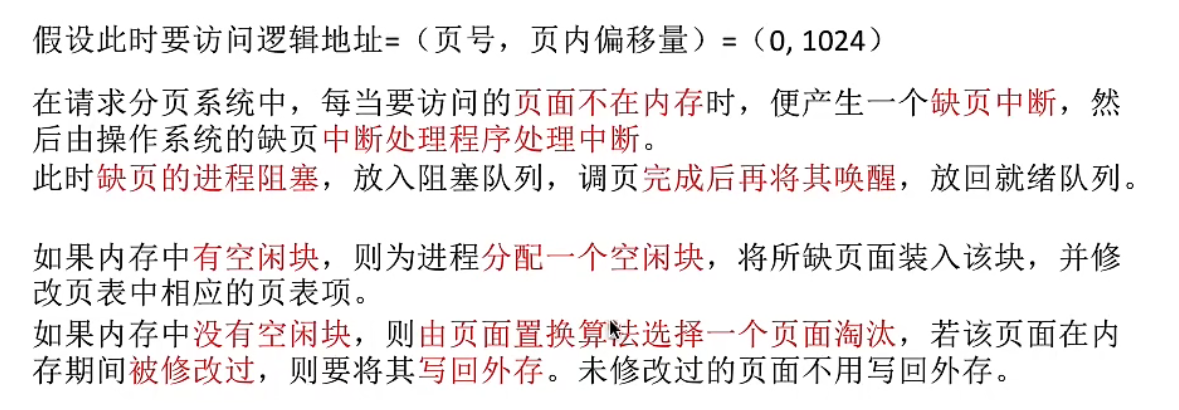 假设此时要访问逻辑地址=（页号，页内偏移量）=（0, 1024）
在请求分页系统中，每当要访问的页面不在内存时，便产生一个缺页中断，然
后由操作系统的缺页中断处理程序处理中断。
此时缺页的进程阻塞，放入阻塞队列，调页完成后再将其唤醒，放回就绪队列。
如果内存中有空闲块，则为进程分配一个空闲块，将所缺页面装入该块，并修
改页表中相应的页表项。
如果内存中没有空闲块，则由页面置换算法选择一个页面淘汰，若该页面在内
存期间被修改过，则要将其写回外存。未修改过的页面不用写回外存。